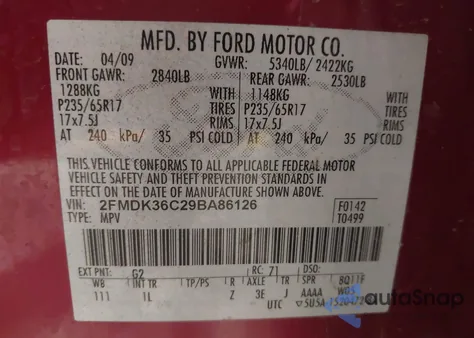 MFD. BY FORD MOTOR CO.
DATE: 04/09 GVWR: 5340LB/ 2422KG
FRONT GAWR: 2840LB REAR GAWR: 2530LB
1288KG WITH 1148KG WITH
P235/65R17 TIRES P235/65R17 TIRES
17x7.5J RIMS 17x7.5J RIMS
AT 240 kPa/ 35 PSI COLD AT 240 kPa/ 35 PSI COLD
THIS VEHICLE CONFORMS TO ALL APPLICABLE FEDERAL MOTOR
VEHICLE SAFETY AND THEFT PREVENTION STANDARDS IN
EFFECT ON THE DATE OF MANUFACTURE SHOWN ABOVE.
VIN: 2FMDK36C29BA86126 F0142
TYPE: MPV T0499
EXT PNT: G2 RC: 71 DSO:
WB INT TR TP/PS R AXLE TR SPR
111 1L Z 3E J AAAA
UTC
autoSnap